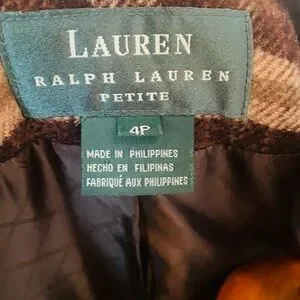 LAUREN
RALPH LAUREN
PETITE
4P
MADE IN PHILIPPINES
HECHO EN FILIPINAS
FABRIQUÉ AUX PHILIPPINES